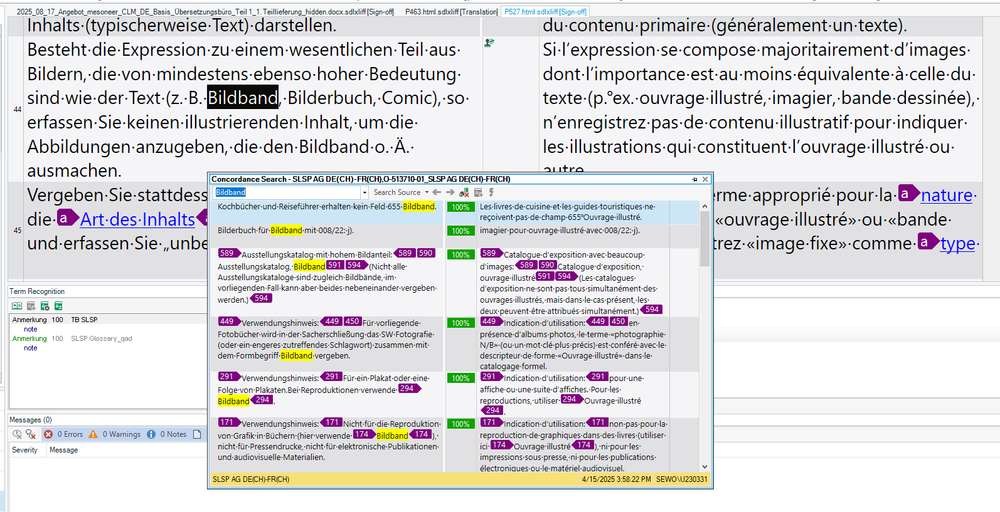 2025_08_17_Angebot_mesoneer_CLM_DE_Basis_Übersetzungsbüro_Teil 1_1. Teillieferung_hidden.docx.sdlxliff [Sign-off]
P463.html.sdlxliff [Translation]
P527.html.sdlxliff [Sign-off]
Inhalts·(typischerweise·Text)·darstellen.
du·contenu·primaire·(généralement·un·texte).
44
Besteht·die·Expression·zu·einem·wesentlichen·Teil·aus·
Bildern,·die·von·mindestens·ebenso·hoher·Bedeutung·
sind·wie·der·Text·(z.·B.·Bildband,·Bilderbuch,·Comic),·so·
erfassen·Sie·keinen·illustrierenden·Inhalt,·um·die·
Abbildungen·anzugeben,·die·den·Bildband·o.·Ä.·
ausmachen.
Si·l’expression·se·compose·majoritairement·d’images·
dont·l’importance·est·au·moins·équivalente·à·celle·du·
texte·(p.°ex.·ouvrage·illustré,·imagier,·bande·dessinée),·
n’enregistrez·pas·de·contenu·illustratif·pour·indiquer·
les·illustrations·qui·constituent·l’ouvrage·illustré·ou·
autre.
45
Vergeben·Sie·stattdess
die·a Art·des·Inhalts
und·erfassen·Sie·„unbe
rme·approprié·pour·la·a nature·
«ouvrage·illustré»·ou·«bande·
trez·«image·fixe»·comme·a type·
Concordance Search - SLSP AG DE(CH)-FR(CH),O-513710-01_SLSP AG DE(CH)-FR(CH)
Bildband
Search Source
Kochbücher·und·Reiseführer·erhalten·kein·Feld·655·Bildband.
100%
Les·livres·de·cuisine·et·les·guides·touristiques·ne·
reçoivent·pas·de·champ·655°Ouvrage·illustré.
Bilderbuch·für·Bildband·mit·008/22:·j).
100%
imagier·pour·ouvrage·illustré·avec·008/22:·j).
589 Ausstellungskatalog·mit·hohem·Bildanteil:·589 590
Ausstellungskatalog,·Bildband 591 594 (Nicht·alle·
Ausstellungskataloge·sind·zugleich·Bildbände,·im·
vorliegenden·Fall·kann·aber·beides·nebeneinander·vergeben·
werden.) 594
100%
589 Catalogue·d’exposition·avec·beaucoup·
d’images:·589 590 Catalogue·d’exposition,·
ouvrage·illustré 591 594 (Les·catalogues·
d’exposition·ne·sont·pas·tous·simultanément·des·
ouvrages·illustrés,·mais·dans·le·cas·présent,·les·
deux·peuvent·être·attribués·simultanément.) 594
449 Verwendungshinweis:·449 450 Für·vorliegende·
Fotobücher·wird·in·der·Sacherschließung·das·SW·Fotografie·
(oder·ein·engeres·zutreffendes·Schlagwort)·zusammen·mit·
dem·Formbegriff·Bildband·vergeben.
100%
449 Indication·d’utilisation:·449 450 en·
présence·d’albums·photos,·le·terme·«photographie·
N/B»·(ou·un·mot·clé·plus·précis)·est·conféré·avec·le·
descripteur·de·forme·«Ouvrage·illustré»·dans·le·
catalogage·formel.
291 Verwendungshinweis:·291 Für·ein·Plakat·oder·eine·
Folge·von·Plakaten.Bei·Reproduktionen·verwende·294
Bildband 294.
100%
291 Indication·d’utilisation:·291 pour·une·
affiche·ou·une·suite·d’affiches.·Pour·les·
reproductions,·utiliser·294 Ouvrage·illustré
294.
171 Verwendungshinweis:·171 Nicht·für·die·Reproduktion·
von·Grafik·in·Büchern·(hier·verwende·174 Bildband 174),·
nicht·für·Pressendrucke,·nicht·für·elektronische·Publikationen·
und·audiovisuelle·Materialien.
100%
171 Indication·d’utilisation:·171 non·pas·pour·la·
reproduction·de·graphiques·dans·des·livres·(utiliser·
ici·174 Ouvrage·illustré 174),·ni·pour·les·
impressions·sous·presse,·ni·pour·les·publications·
électroniques·ou·le·matériel·audiovisuel.
SLSP AG DE(CH)-FR(CH)
4/15/2025 3:58:22 PM
SEWO\U230331
Term Recognition
Anmerkung 100 TB SLSP
note
Anmerkung 100 SLSP Glossary_qad
note
Messages (0)
0 Errors
0 Warnings
0 Notes
Severity
Message